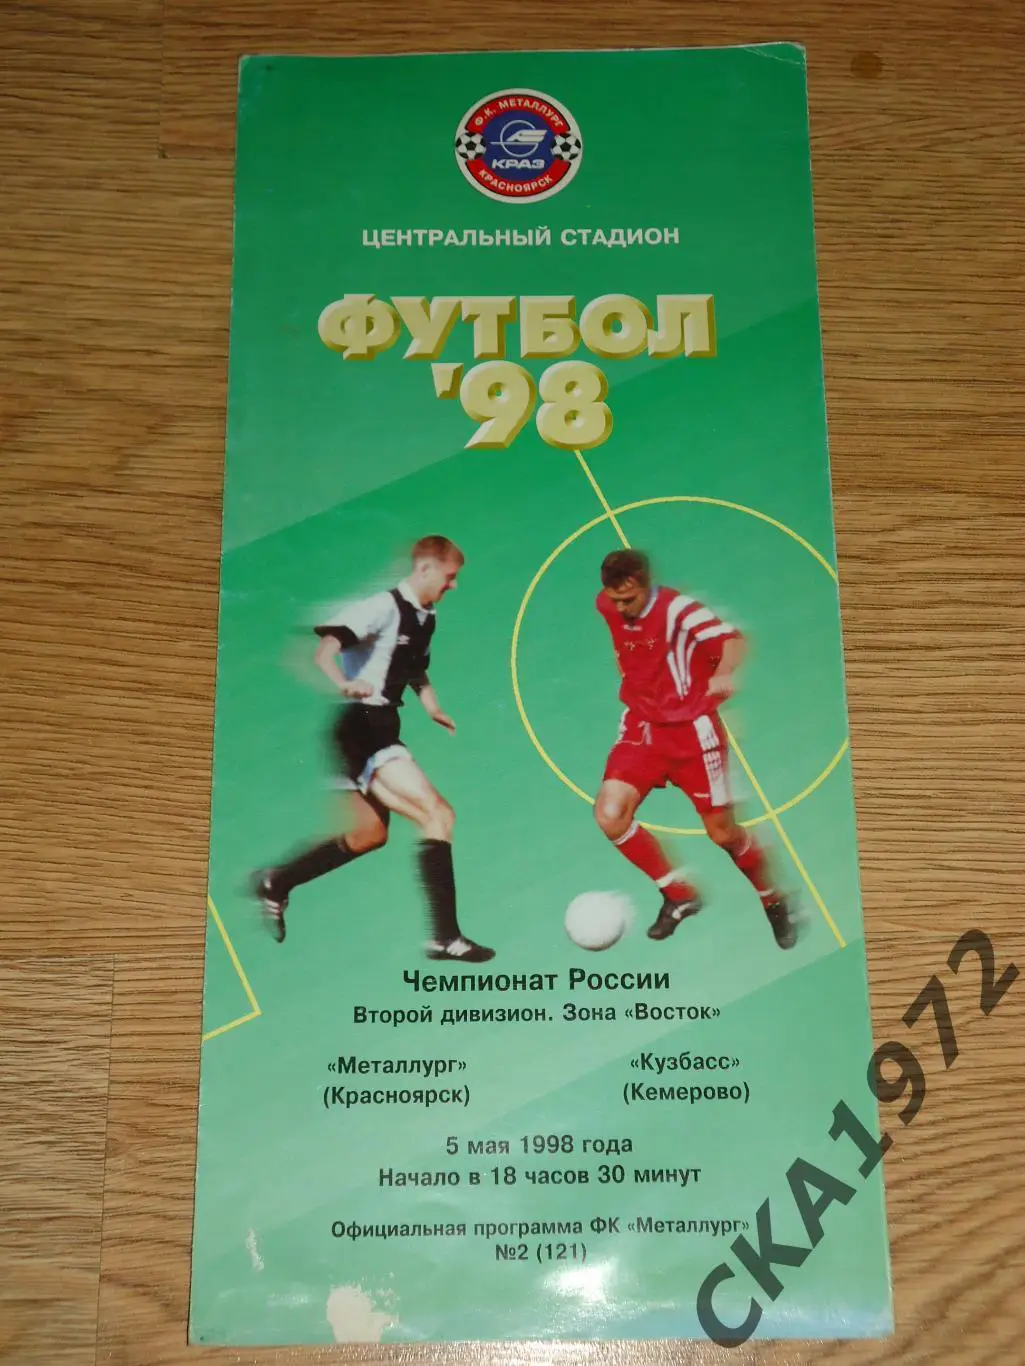 Ф.К. МЕТАЛЛУРГ
КРАЗ
КРАСНОЯРСК
ЦЕНТРАЛЬНЫЙ СТАДИОН
ФУТБОЛ
'98
Чемпионат России
Второй дивизион. Зона «Восток»
«Металлург» «Кузбасс»
(Красноярск) (Кемерово)
5 мая 1998 года
Начало в 18 часов 30 минут
Официальная программа ФК «Металлург»
№2 (121)
СКА1972